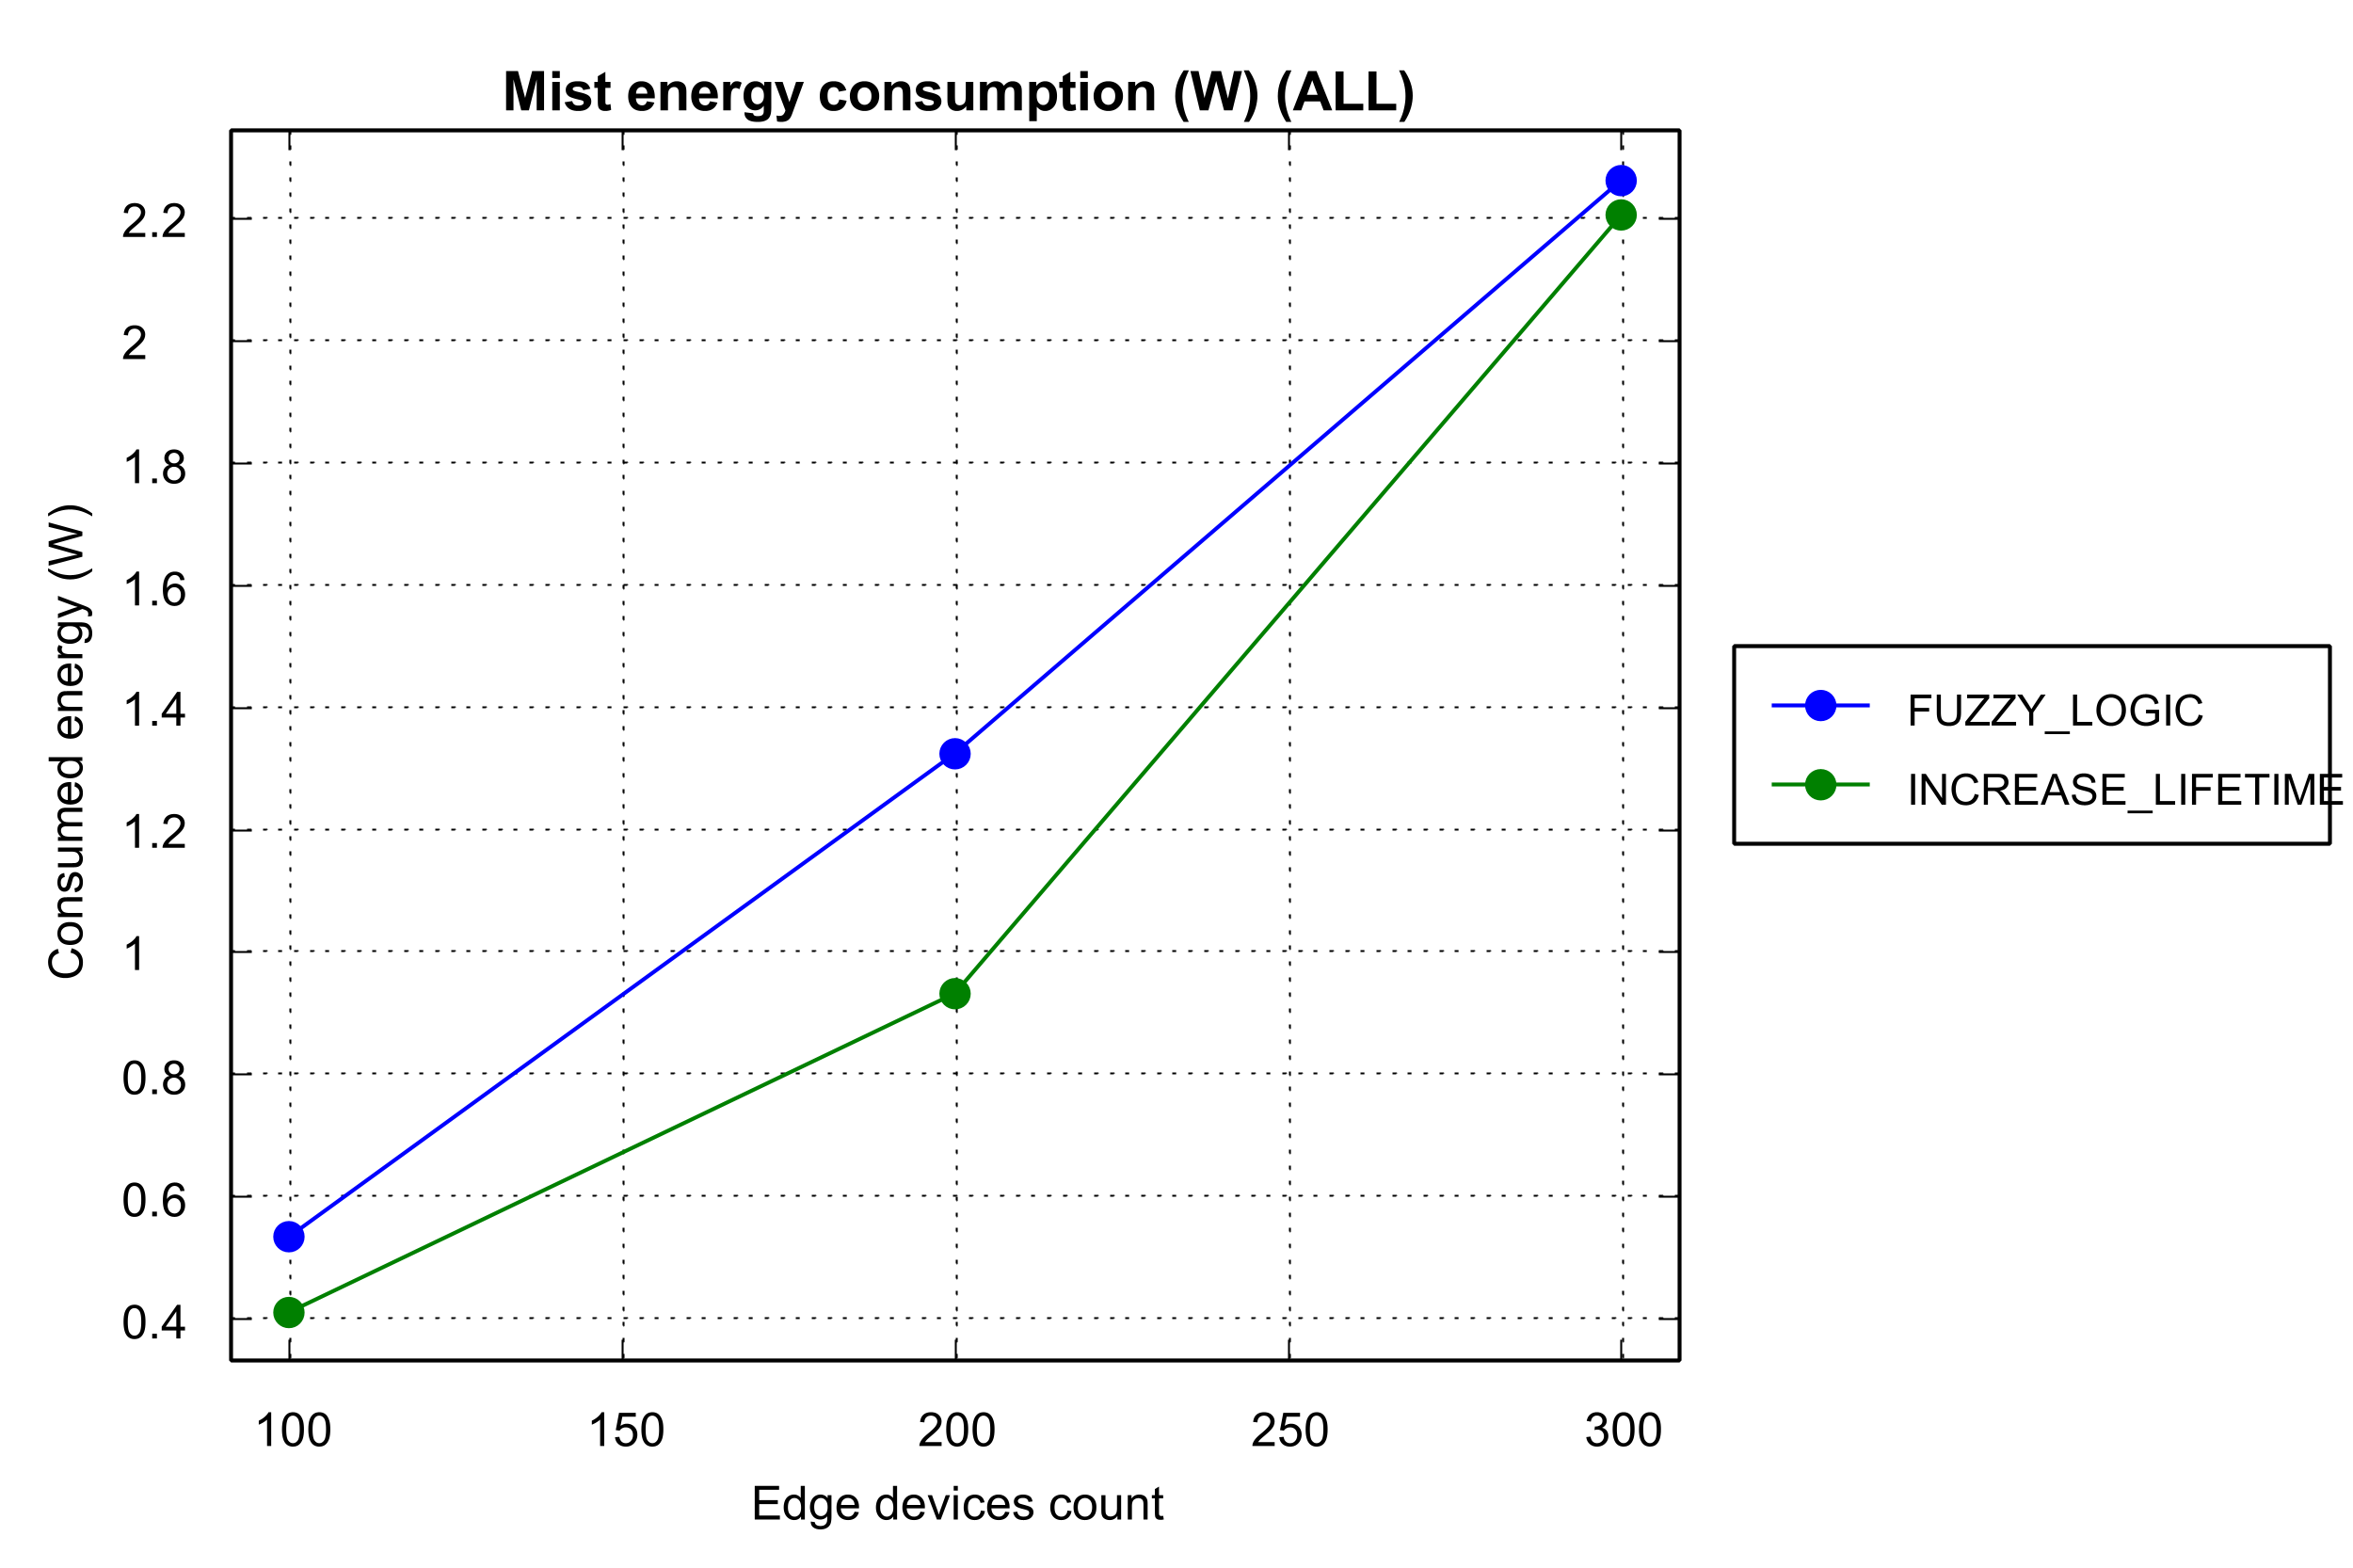 Mist energy consumption (W) (ALL)
Consumed energy (W)
2.2
2
1.8
1.6
1.4
1.2
1
0.8
0.6
0.4
100 150 200 250 300
Edge devices count
FUZZY_LOGIC
INCREASE_LIFETIME